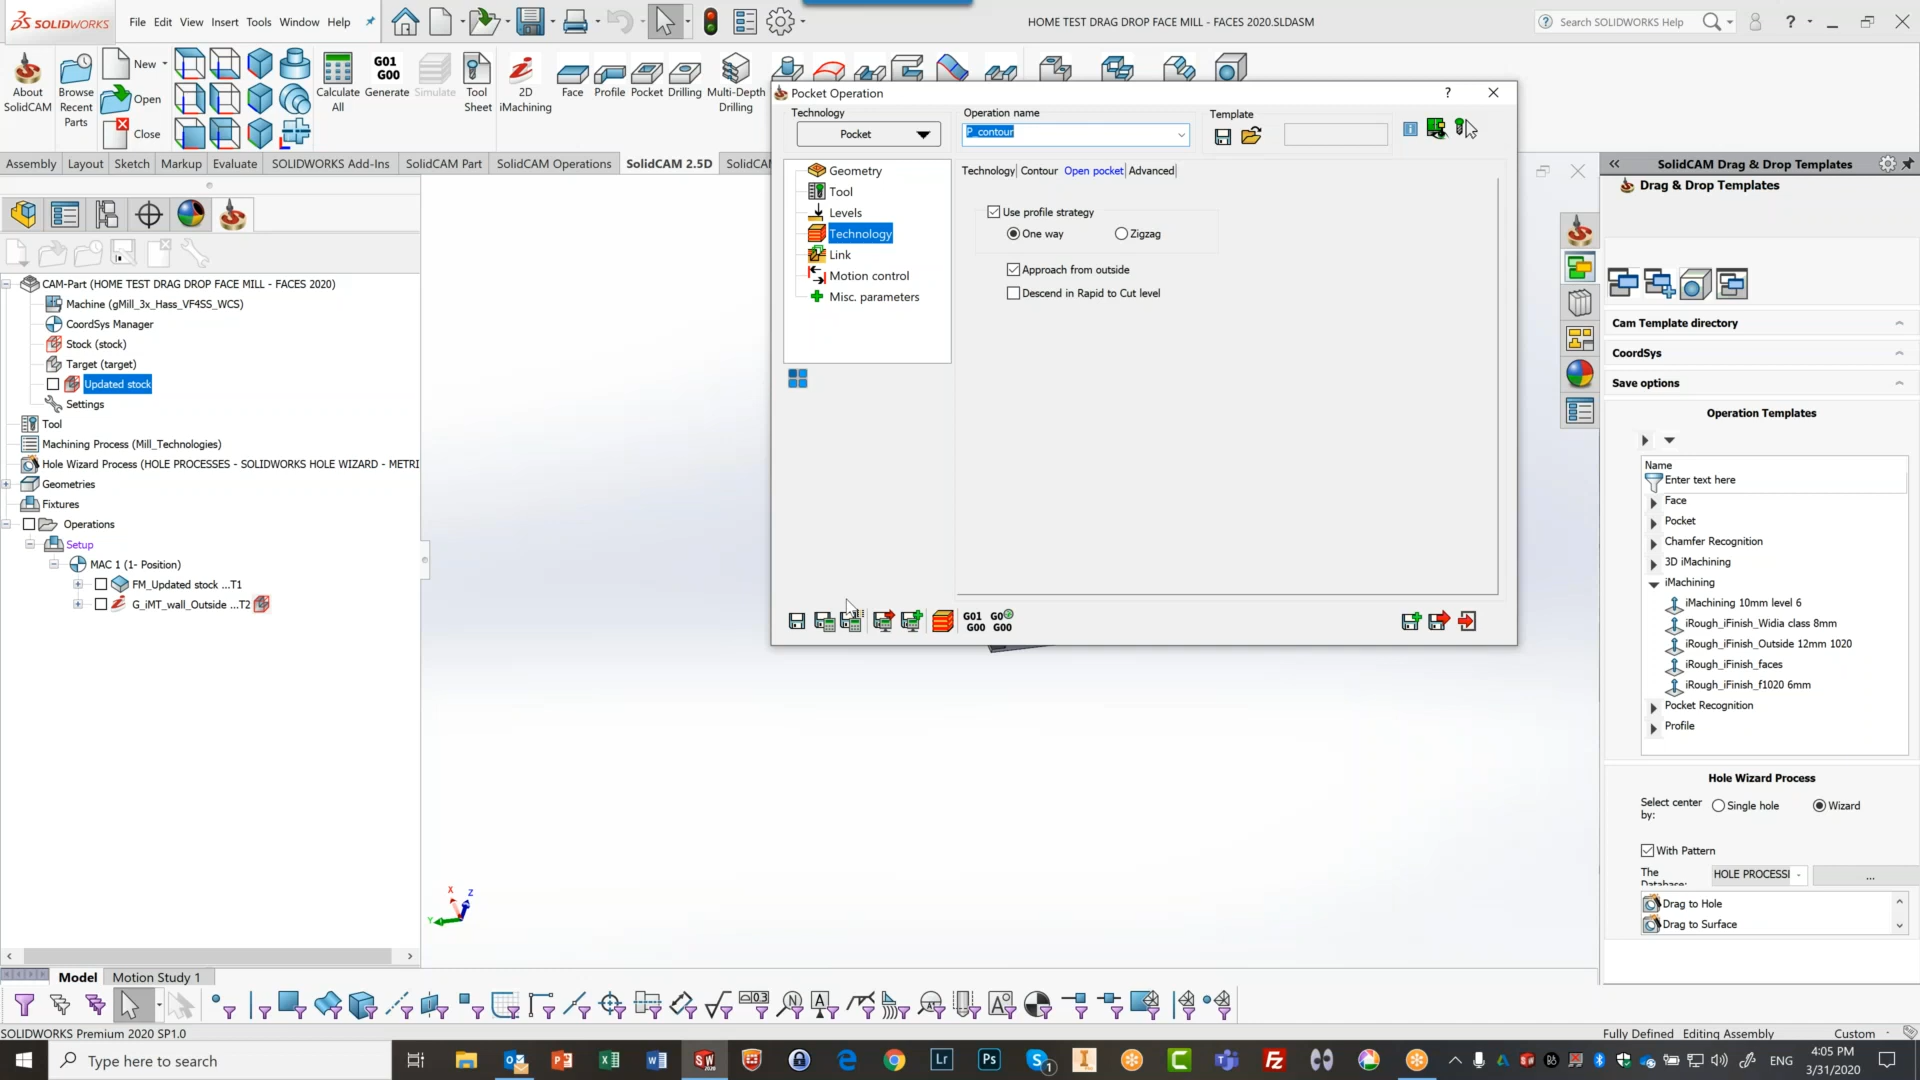 SOLIDWORKS
File Edit View Insert Tools Window Help
HOME TEST DRAG DROP FACE MILL - FACES 2020.SLDASM
Search SOLIDWORKS Help
About SolidCAM
Browse Recent Parts
New
Open
Close
Calculate All
G01 G00
Generate
Simulate
Tool Sheet
2D iMachining
Face
Profile
Pocket
Drilling
Multi-Depth Drilling
Assembly Layout Sketch Markup Evaluate SOLIDWORKS Add-Ins SolidCAM Part SolidCAM Operations SolidCAM 2.5D SolidCA
CAM-Part (HOME TEST DRAG DROP FACE MILL - FACES 2020)
Machine (gMill_3x_Hass_VF4SS_WCS)
CoordSys Manager
Stock (stock)
Target (target)
Updated stock
Settings
Tool
Machining Process (Mill_Technologies)
Hole Wizard Process (HOLE PROCESSES - SOLIDWORKS HOLE WIZARD - METRI
Geometries
Fixtures
Operations
Setup
MAC 1 (1- Position)
FM_Updated stock ...T1
G_iMT_wall_Outside ...T2
Pocket Operation
?
Technology
Pocket
Operation name
P_contour
Template
Geometry
Tool
Levels
Technology
Link
Motion control
Misc. parameters
Technology Contour Open pocket Advanced
Use profile strategy
One way Zigzag
Approach from outside
Descend in Rapid to Cut level
G01 G00
G0 G00
SolidCAM Drag & Drop Templates
Drag & Drop Templates
Cam Template directory
CoordSys
Save options
Operation Templates
Name
Enter text here
Face
Pocket
Chamfer Recognition
3D iMachining
iMachining
iMachining 10mm level 6
iRough_iFinish_Widia class 8mm
iRough_iFinish_Outside 12mm 1020
iRough_iFinish_faces
iRough_iFinish_f1020 6mm
Pocket Recognition
Profile
Hole Wizard Process
Select center by: Single hole Wizard
With Pattern
The Database: HOLE PROCESSI ...
Drag to Hole
Drag to Surface
X Z
Y
Model Motion Study 1
SOLIDWORKS Premium 2020 SP1.0
Fully Defined Editing Assembly Custom
Type here to search
ENG
4:05 PM
3/31/2020